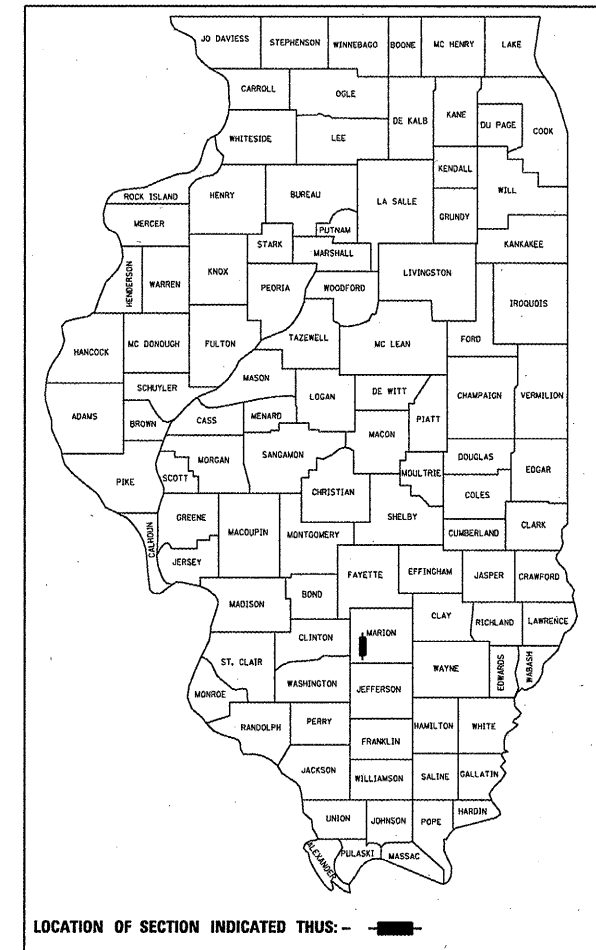 JO DAVIESS STEPHENSON WINNEBAGO BOONE MC HENRY LAKE
CARROLL OGLE DE KALB KANE DU PAGE COOK
WHITESIDE LEE
KENDALL WILL
ROCK ISLAND HENRY BUREAU LA SALLE GRUNDY
MERCER PUTNAM
STARK MARSHALL KANKAKEE
HENDERSON WARREN KNOX PEORIA WOODFORD LIVINGSTON IROQUOIS
HANCOCK MC DONOUGH FULTON TAZEWELL MC LEAN FORD
SCHUYLER MASON
ADAMS BROWN CASS MENARD LOGAN DE WITT PIATT CHAMPAIGN VERMILION
MACON
PIKE SCOTT MORGAN SANGAMON MOULTRIE DOUGLAS EDGAR
CHRISTIAN COLES
CALHOUN GREENE MACOUPIN MONTGOMERY SHELBY CUMBERLAND CLARK
JERSEY
FAYETTE EFFINGHAM JASPER CRAWFORD
MADISON BOND
CLAY RICHLAND LAWRENCE
CLINTON MARION
ST. CLAIR WAYNE EDWARDS WABASH
MONROE WASHINGTON JEFFERSON
RANDOLPH PERRY HAMILTON WHITE
FRANKLIN
JACKSON WILLIAMSON SALINE GALLATIN
UNION JOHNSON POPE HARDIN
ALEXANDER PULASKI MASSAC
LOCATION OF SECTION INDICATED THUS:-